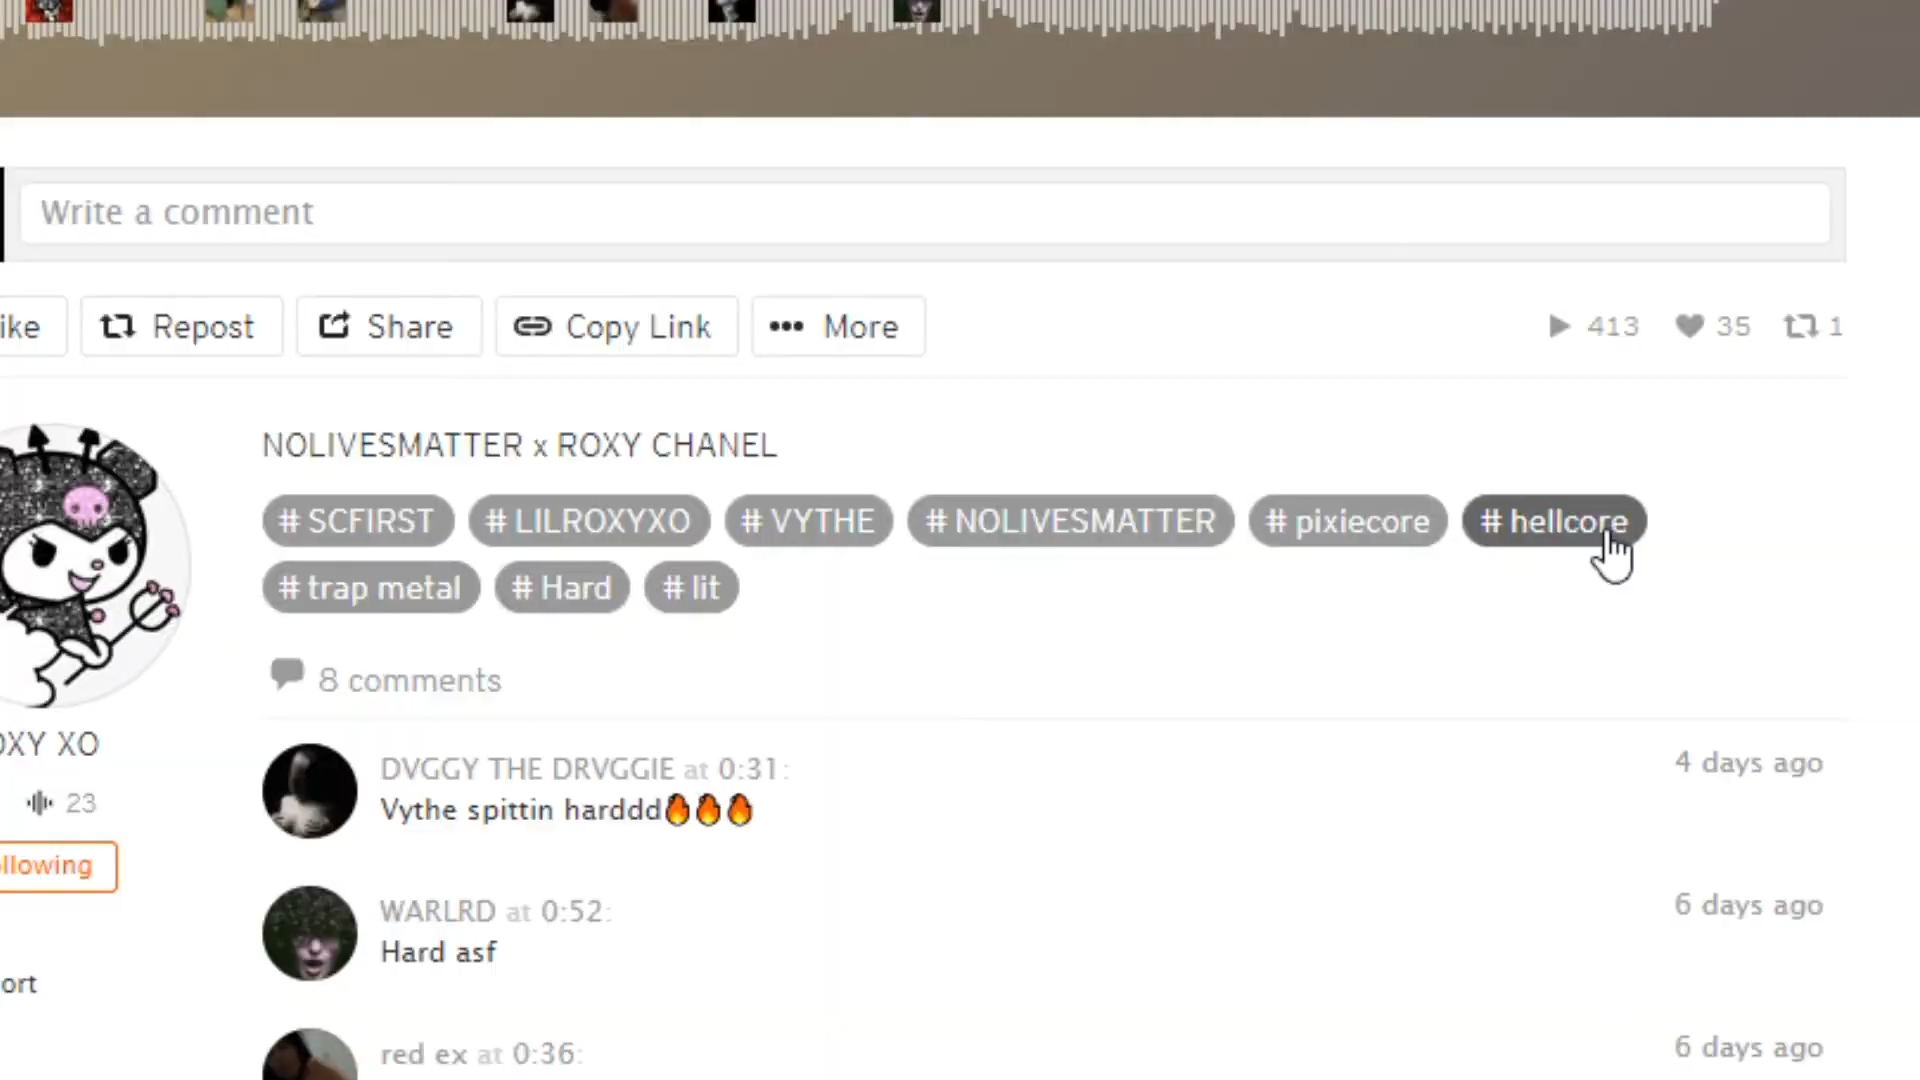 Write a comment
ike Repost Share Copy Link ••• More 413 35 1
NOLIVESMATTER x ROXY CHANEL
# SCFIRST # LILROXYXO # VYTHE # NOLIVESMATTER # pixiecore # hellcore
# trap metal # Hard # lit
8 comments
OXY XO
23
ollowing
ort
DVGGY THE DRVGGIE at 0:31: 4 days ago
Vythe spittin harddd🔥🔥🔥
WARLRD at 0:52: 6 days ago
Hard asf
red ex at 0:36: 6 days ago